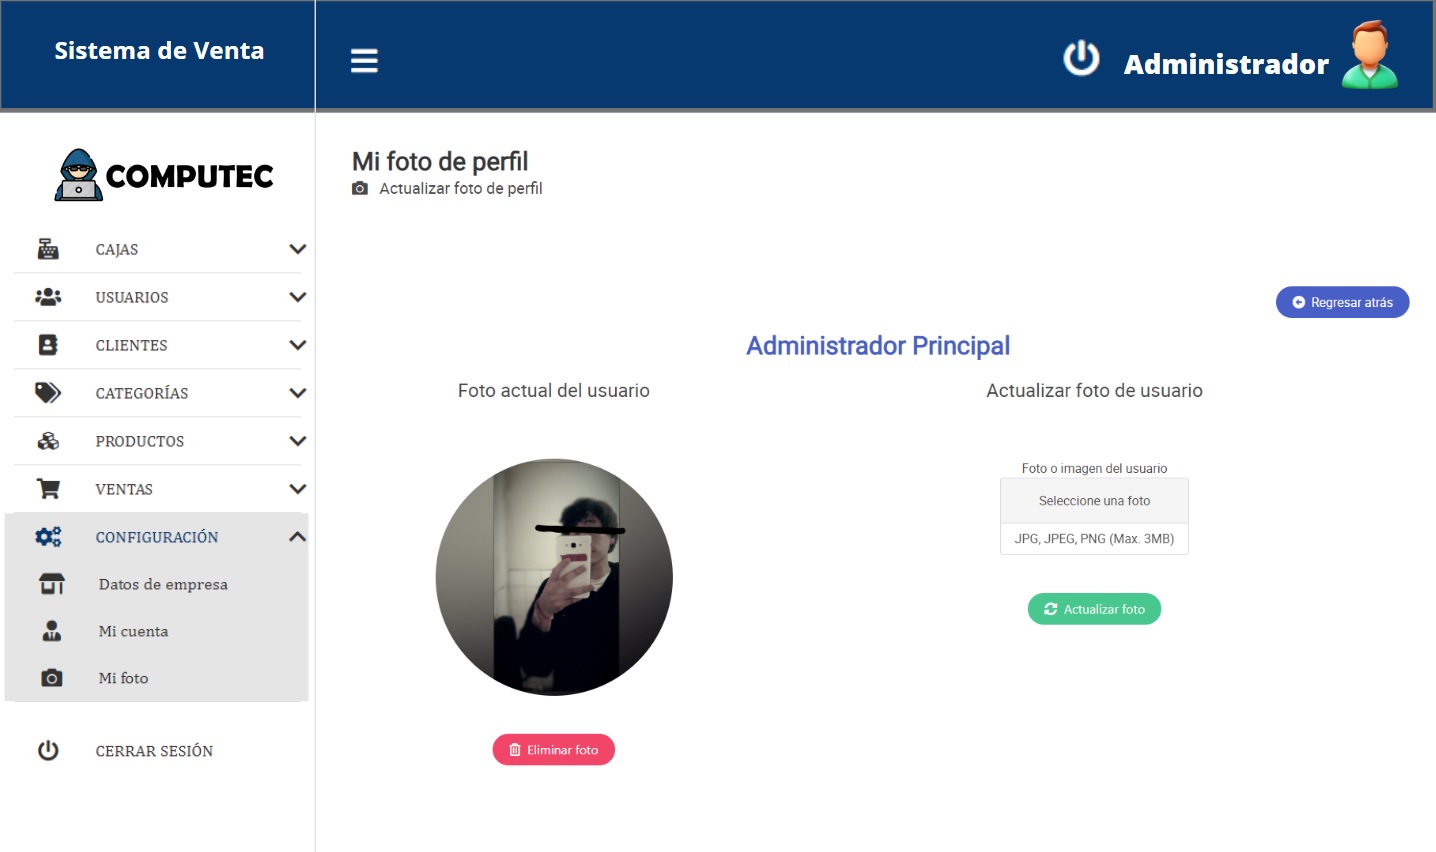 Sistema de Venta
Administrador
COMPUTEC
CAJAS
USUARIOS
CLIENTES
CATEGORÍAS
PRODUCTOS
VENTAS
CONFIGURACIÓN
Datos de empresa
Mi cuenta
Mi foto
CERRAR SESIÓN
Mi foto de perfil
Actualizar foto de perfil
Regresar atrás
Administrador Principal
Foto actual del usuario
Eliminar foto
Actualizar foto de usuario
Foto o imagen del usuario
Seleccione una foto
JPG, JPEG, PNG (Max. 3MB)
Actualizar foto